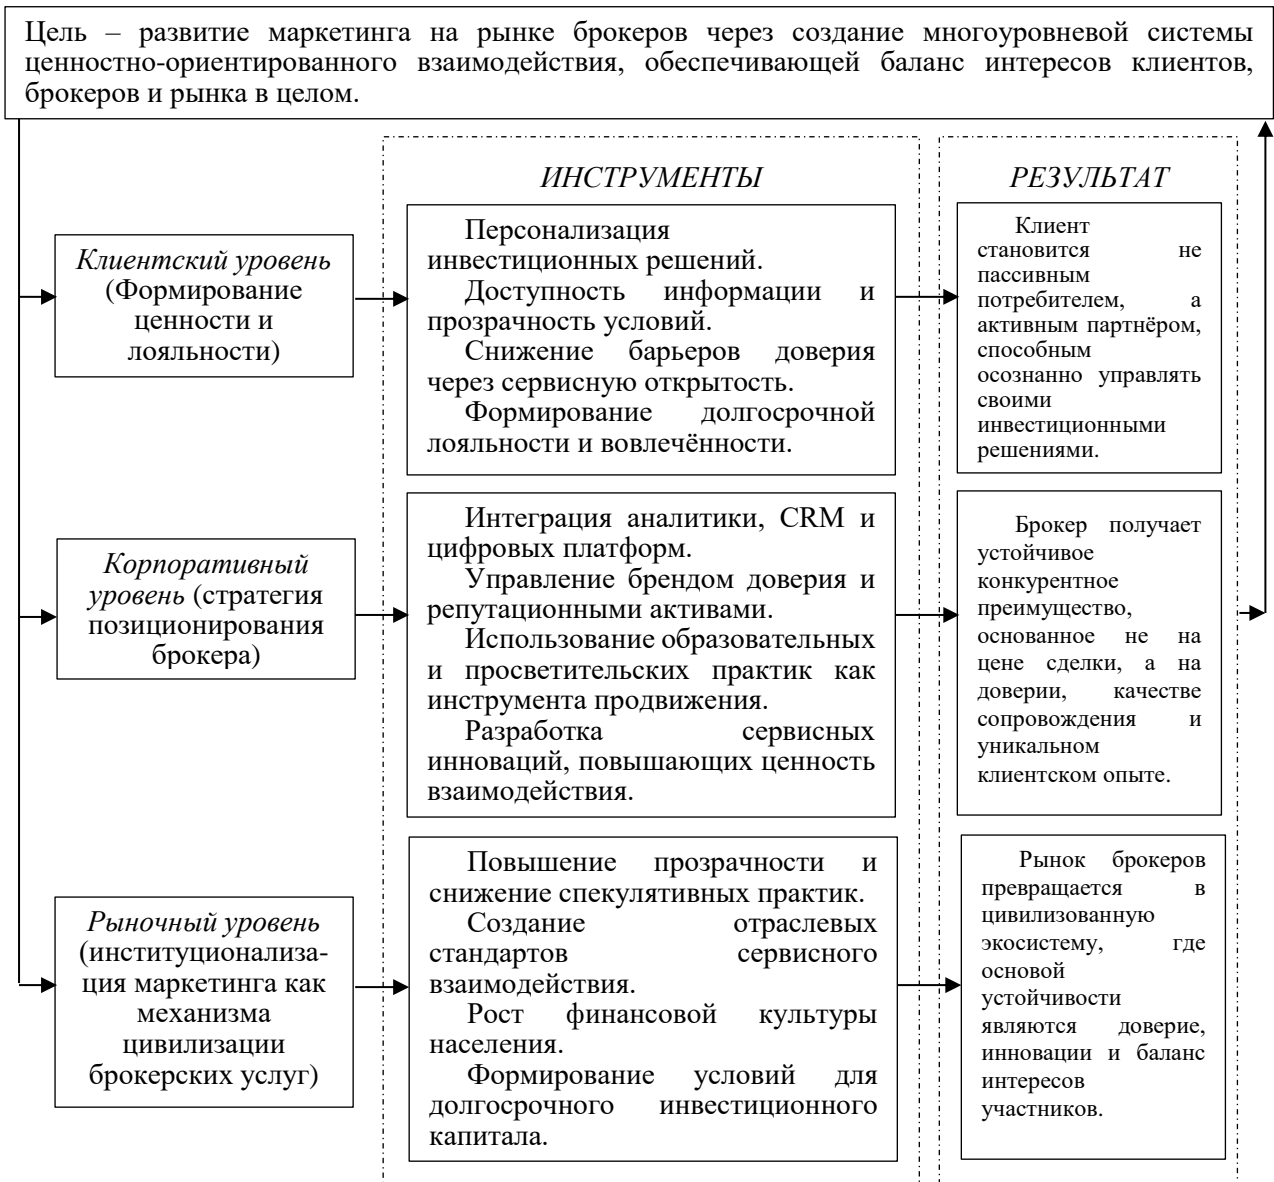 Цель – развитие маркетинга на рынке брокеров через создание многоуровневой системы
ценностно-ориентированного взаимодействия, обеспечивающей баланс интересов клиентов,
брокеров и рынка в целом.
ИНСТРУМЕНТЫ
РЕЗУЛЬТАТ
Клиентский уровень
(Формирование
ценности и
лояльности)
Персонализация
инвестиционных решений.
Доступность информации и
прозрачность условий.
Снижение барьеров доверия
через сервисную открытость.
Формирование долгосрочной
лояльности и вовлечённости.
Клиент
становится не
пассивным
потребителем, а
активным партнёром,
способным
осознанно управлять
своими
инвестиционными
решениями.
Корпоративный
уровень (стратегия
позиционирования
брокера)
Интеграция аналитики, CRM и
цифровых платформ.
Управление брендом доверия и
репутационными активами.
Использование образовательных
и просветительских практик как
инструмента продвижения.
Разработка сервисных
инноваций, повышающих ценность
взаимодействия.
Брокер получает
устойчивое
конкурентное
преимущество,
основанное не на
цене сделки, а на
доверии, качестве
сопровождения и
уникальном
клиентском опыте.
Рыночный уровень
(институционализа-
ция маркетинга как
механизма
цивилизации
брокерских услуг)
Повышение прозрачности и
снижение спекулятивных практик.
Создание отраслевых
стандартов сервисного
взаимодействия.
Рост финансовой культуры
населения.
Формирование условий для
долгосрочного инвестиционного
капитала.
Рынок брокеров
превращается в
цивилизованную
экосистему, где
основой
устойчивости
являются доверие,
инновации и баланс
интересов
участников.